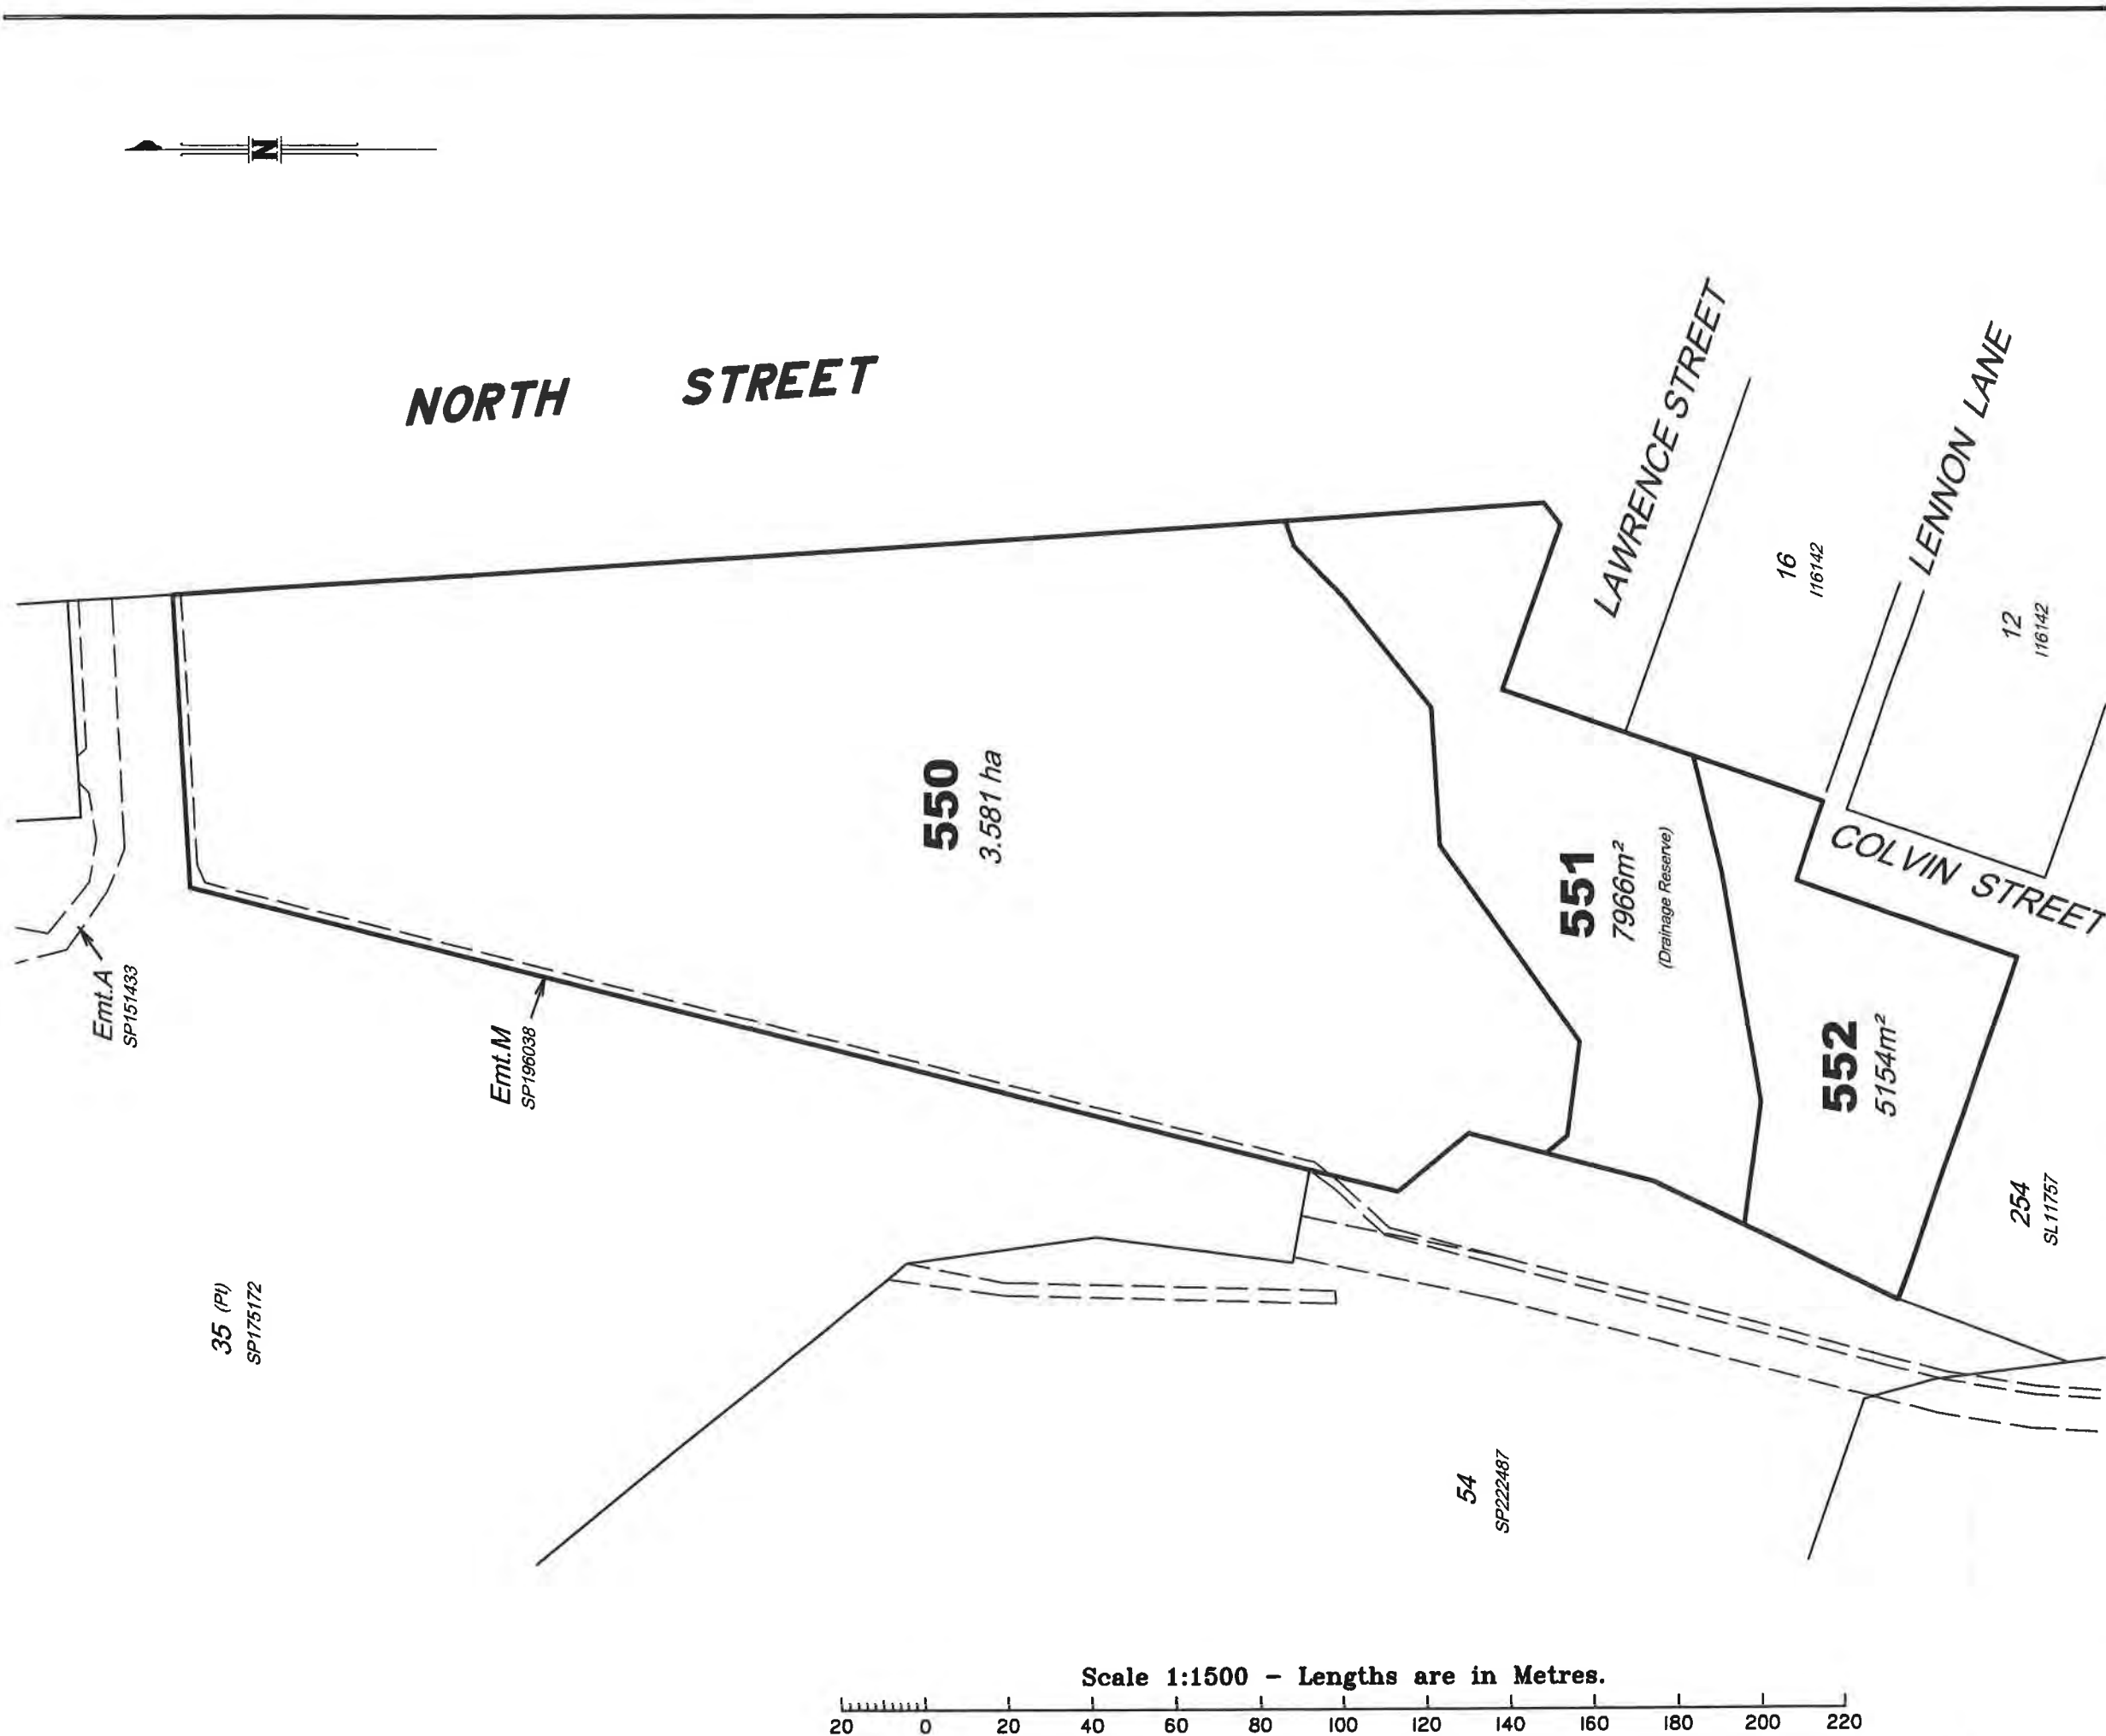 N
NORTH STREET
LAWRENCE STREET
LENNON LANE
16
I16142
12
I16142
COLVIN STREET
550
3.581 ha
551
7966m²
(Drainage Reserve)
552
5154m²
Emt.A
SP151433
Emt.M
SP196038
254
SL11757
35 (Pt)
SP175172
54
SP222487
Scale 1:1500 – Lengths are in Metres.
20 0 20 40 60 80 100 120 140 160 180 200 220